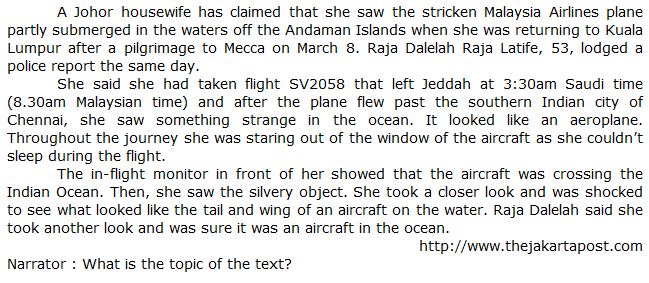 A Johor housewife has claimed that she saw the stricken Malaysia Airlines plane
partly submerged in the waters off the Andaman Islands when she was returning to Kuala
Lumpur after a pilgrimage to Mecca on March 8. Raja Dalelah Raja Latife, 53, lodged a
police report the same day.
She said she had taken flight SV2058 that left Jeddah at 3:30am Saudi time
(8.30am Malaysian time) and after the plane flew past the southern Indian city of
Chennai, she saw something strange in the ocean. It looked like an aeroplane.
Throughout the journey she was staring out of the window of the aircraft as she couldn't
sleep during the flight.
The in-flight monitor in front of her showed that the aircraft was crossing the
Indian Ocean. Then, she saw the silvery object. She took a closer look and was shocked
to see what looked like the tail and wing of an aircraft on the water. Raja Dalelah said she
took another look and was sure it was an aircraft in the ocean.
http://www.thejakartapost.com
Narrator : What is the topic of the text?